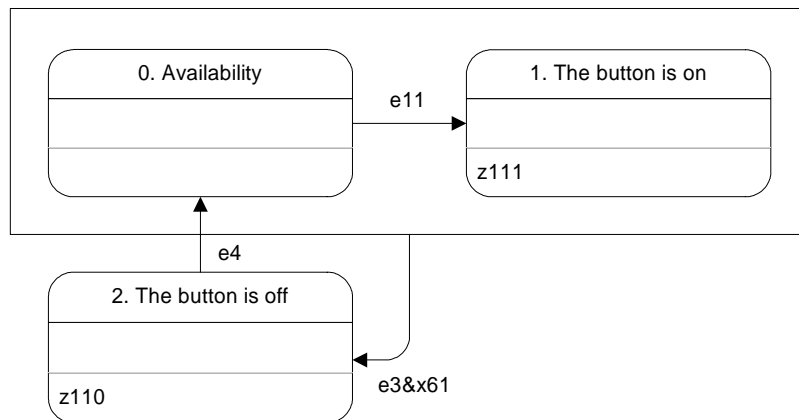 0. Availability
1. The button is on
e11
z111
e4
2. The button is off
e3&x61
z110